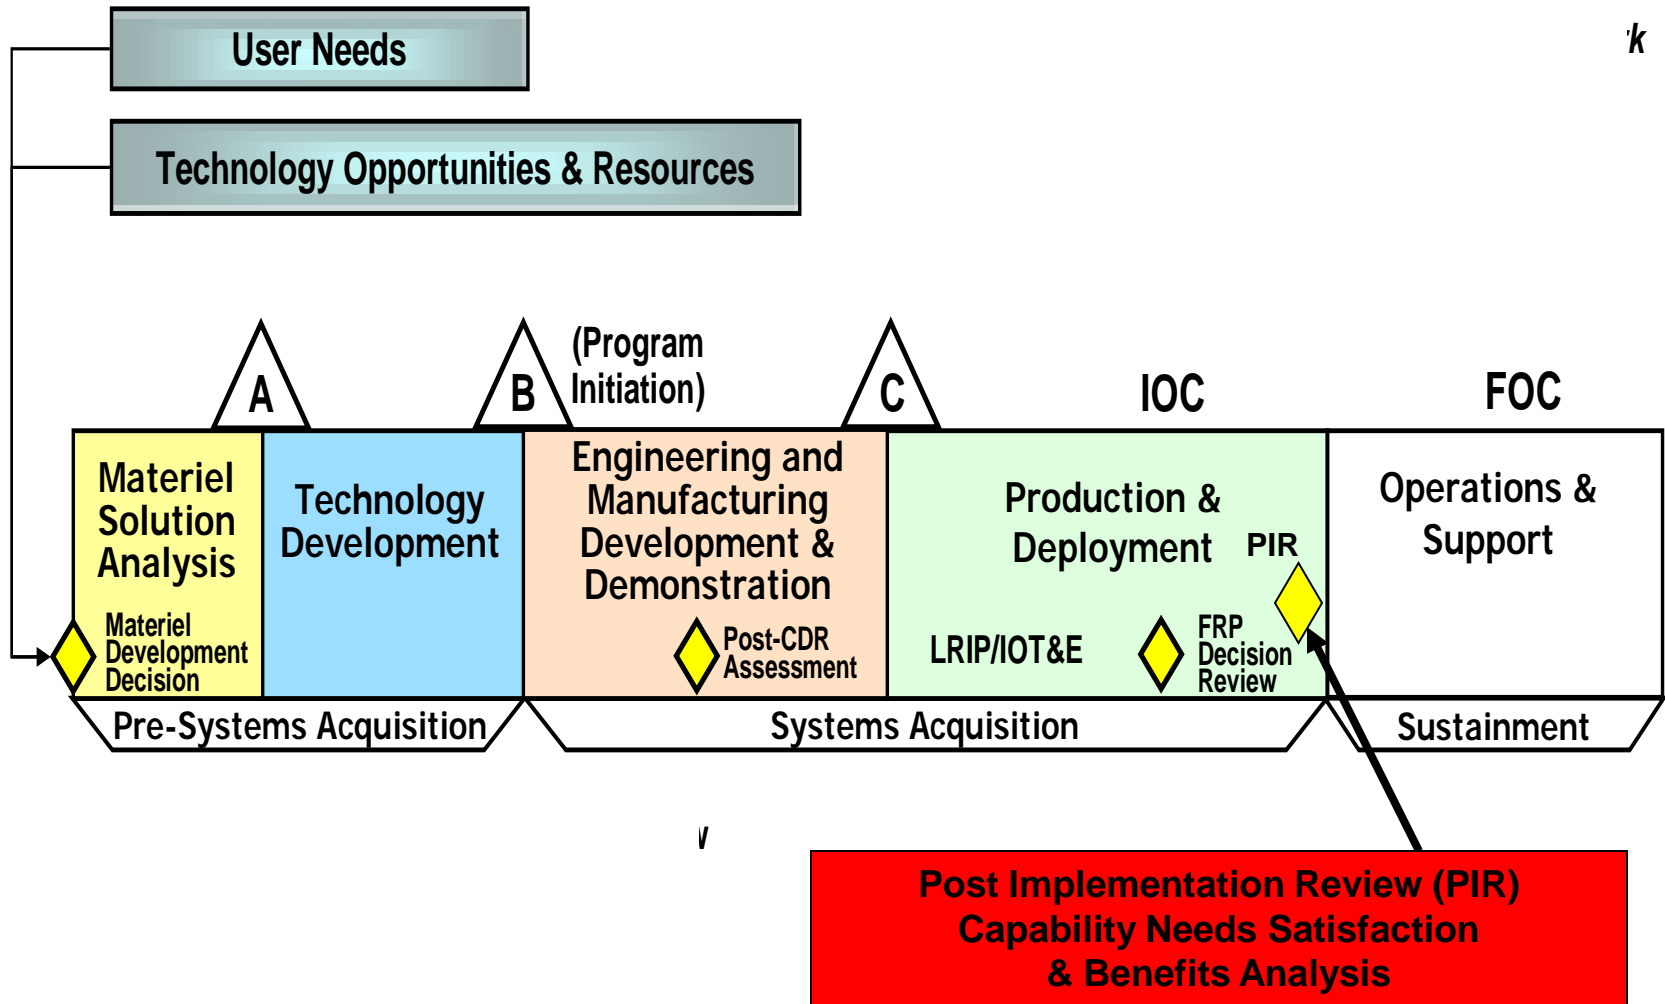 User Needs
'k
Technology Opportunities & Resources
A
B
(Program
Initiation)
C
IOC
FOC
Materiel
Solution
Analysis
Technology
Development
Engineering and
Manufacturing
Development &
Demonstration
Production &
Deployment
PIR
Operations &
Support
Materiel
Development
Decision
Post-CDR
Assessment
LRIP/IOT&E
FRP
Decision
Review
Pre-Systems Acquisition
Systems Acquisition
Sustainment
Post Implementation Review (PIR)
Capability Needs Satisfaction
& Benefits Analysis